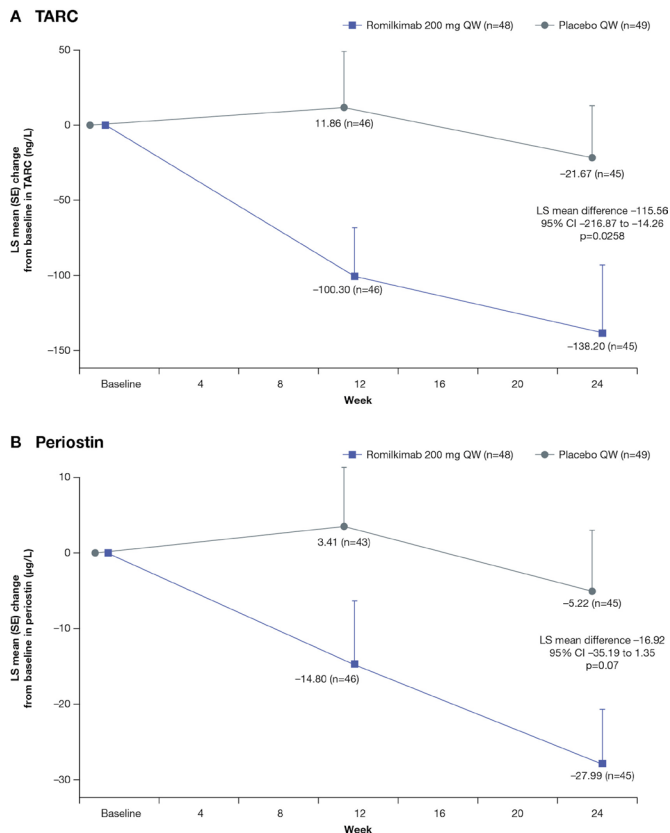 A TARC
Romilkimab 200 mg QW (n=48) Placebo QW (n=49)
LS mean (SE) change
from baseline in TARC (ng/L)
50
0
−50
−100
−150
11.86 (n=46)
−21.67 (n=45)
LS mean difference −115.56
95% CI −216.87 to −14.26
p=0.0258
−100.30 (n=46)
−138.20 (n=45)
Baseline 4 8 12 16 20 24
Week
B Periostin
Romilkimab 200 mg QW (n=48) Placebo QW (n=49)
LS mean (SE) change
from baseline in periostin (µg/L)
10
0
−10
−20
−30
3.41 (n=43)
−5.22 (n=45)
LS mean difference −16.92
95% CI −35.19 to 1.35
p=0.07
−14.80 (n=46)
−27.99 (n=45)
Baseline 4 8 12 16 20 24
Week